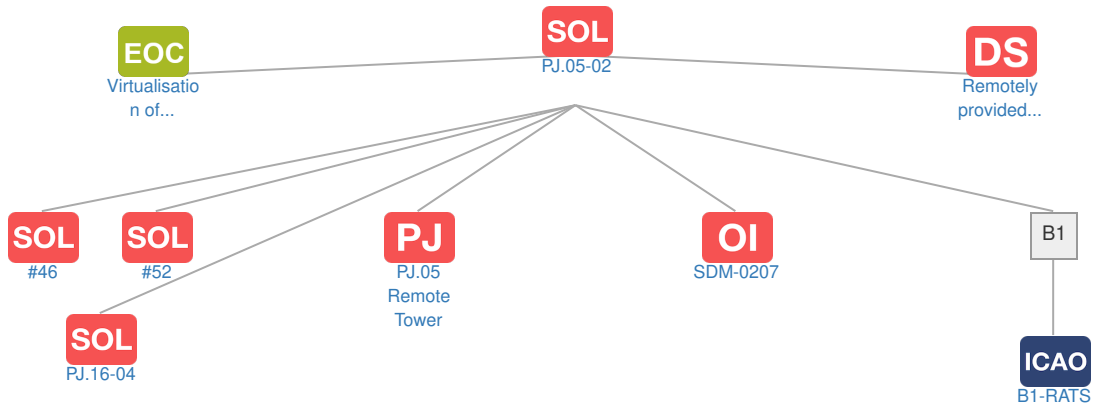 EOC
Virtualisatio
n of...
SOL
PJ.05-02
DS
Remotely
provided...
SOL
#46
SOL
#52
PJ
PJ.05
Remote
Tower
OI
SDM-0207
B1
SOL
PJ.16-04
ICAO
B1-RATS